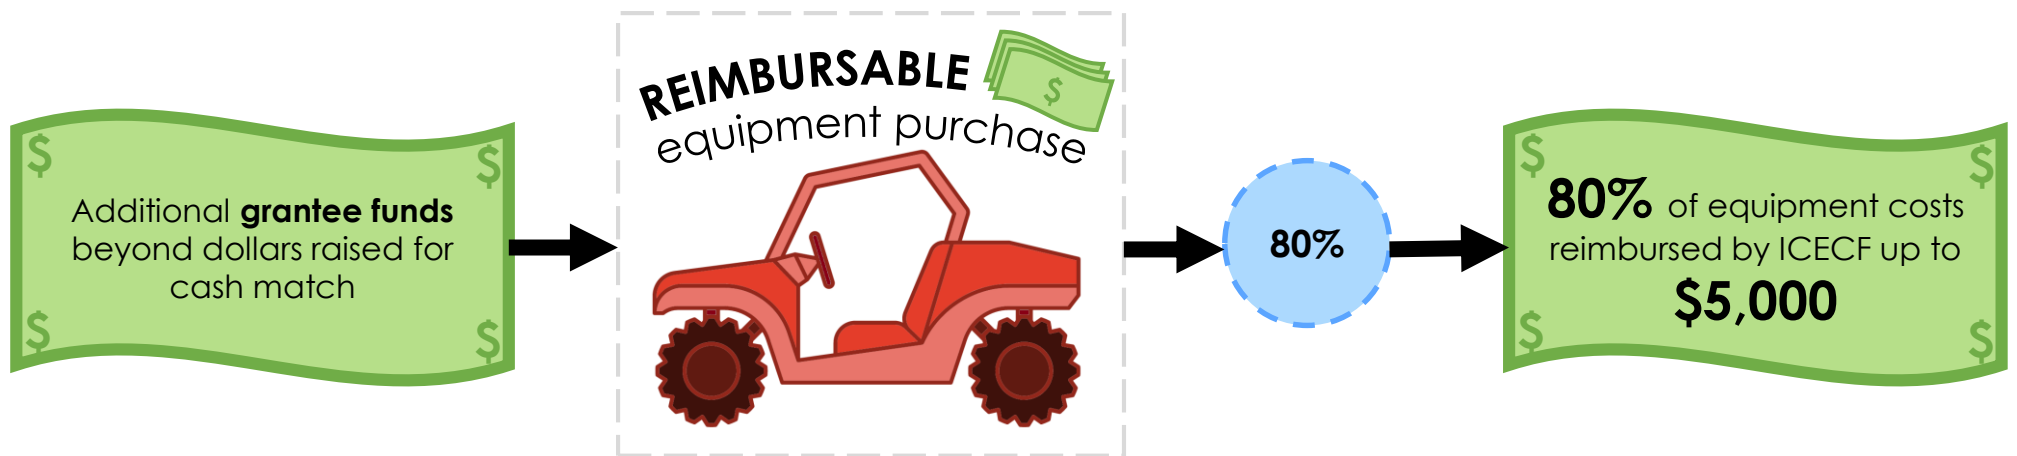 Additional grantee funds
beyond dollars raised for
cash match
REIMBURSABLE
equipment purchase
$
80%
$ $
80% of equipment costs
reimbursed by ICECF up to
$5,000
$ $